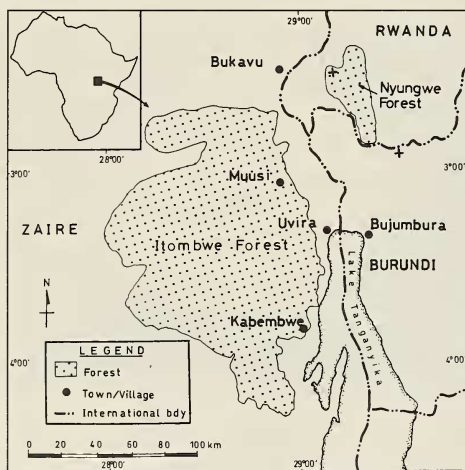 29°00'
RWANDA
Bukavu
Nyungwe
Forest
28°00'
3°00'
3°00'
Myusi
ZAIRE
Uvira
Bujumbura
Itombwe Forest
BURUNDI
Lake Tanganyika
N
Kabembwe
LEGEND
Forest
Town/Village
International bdy
4°00'
4°00'
0 20 40 60 80 100 km
28°00'
29°00'